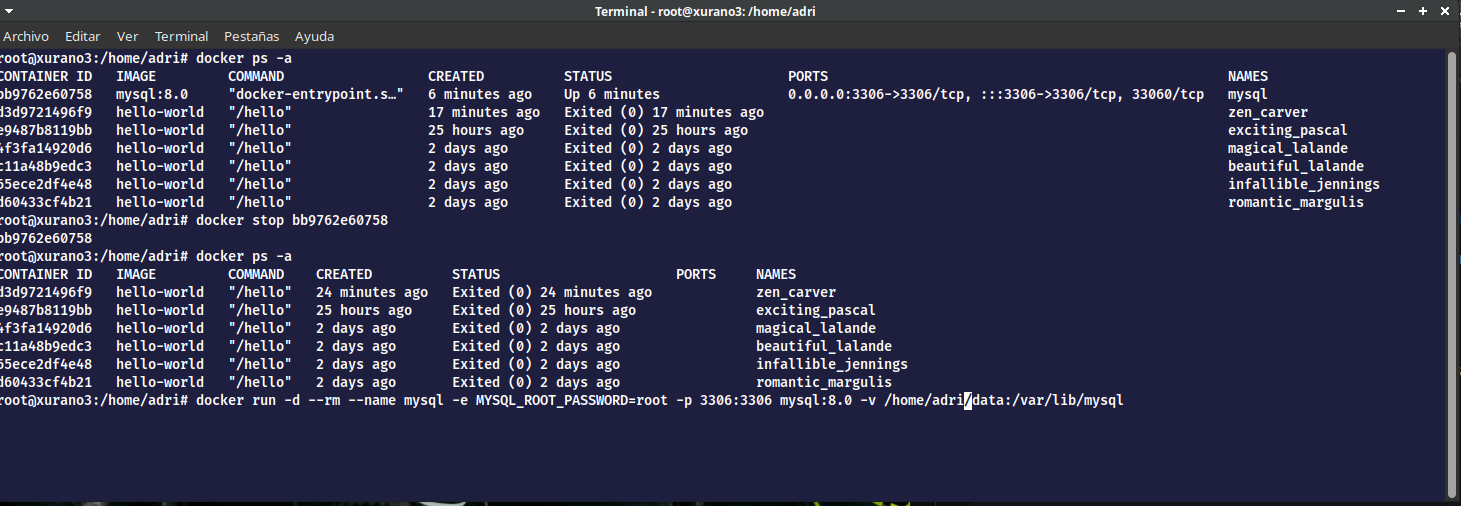 Terminal - root@xurano3: /home/adri
Archivo Editar Ver Terminal Pestañas Ayuda
root@xurano3:/home/adri# docker ps -a
CONTAINER ID IMAGE COMMAND CREATED STATUS PORTS NAMES
bb9762e60758 mysql:8.0 "docker-entrypoint.s…" 6 minutes ago Up 6 minutes 0.0.0.0:3306->3306/tcp, :::3306->3306/tcp, 33060/tcp mysql
d3d9721496f9 hello-world "/hello" 17 minutes ago Exited (0) 17 minutes ago zen_carver
e9487b8119bb hello-world "/hello" 25 hours ago Exited (0) 25 hours ago exciting_pascal
4f3fa14920d6 hello-world "/hello" 2 days ago Exited (0) 2 days ago magical_lalande
c11a48b9edc3 hello-world "/hello" 2 days ago Exited (0) 2 days ago beautiful_lalande
65ece2df4e48 hello-world "/hello" 2 days ago Exited (0) 2 days ago infallible_jennings
d60433cf4b21 hello-world "/hello" 2 days ago Exited (0) 2 days ago romantic_margulis
root@xurano3:/home/adri# docker stop bb9762e60758
bb9762e60758
root@xurano3:/home/adri# docker ps -a
CONTAINER ID IMAGE COMMAND CREATED STATUS PORTS NAMES
d3d9721496f9 hello-world "/hello" 24 minutes ago Exited (0) 24 minutes ago zen_carver
e9487b8119bb hello-world "/hello" 25 hours ago Exited (0) 25 hours ago exciting_pascal
4f3fa14920d6 hello-world "/hello" 2 days ago Exited (0) 2 days ago magical_lalande
c11a48b9edc3 hello-world "/hello" 2 days ago Exited (0) 2 days ago beautiful_lalande
65ece2df4e48 hello-world "/hello" 2 days ago Exited (0) 2 days ago infallible_jennings
d60433cf4b21 hello-world "/hello" 2 days ago Exited (0) 2 days ago romantic_margulis
root@xurano3:/home/adri# docker run -d --rm --name mysql -e MYSQL_ROOT_PASSWORD=root -p 3306:3306 mysql:8.0 -v /home/adri/data:/var/lib/mysql